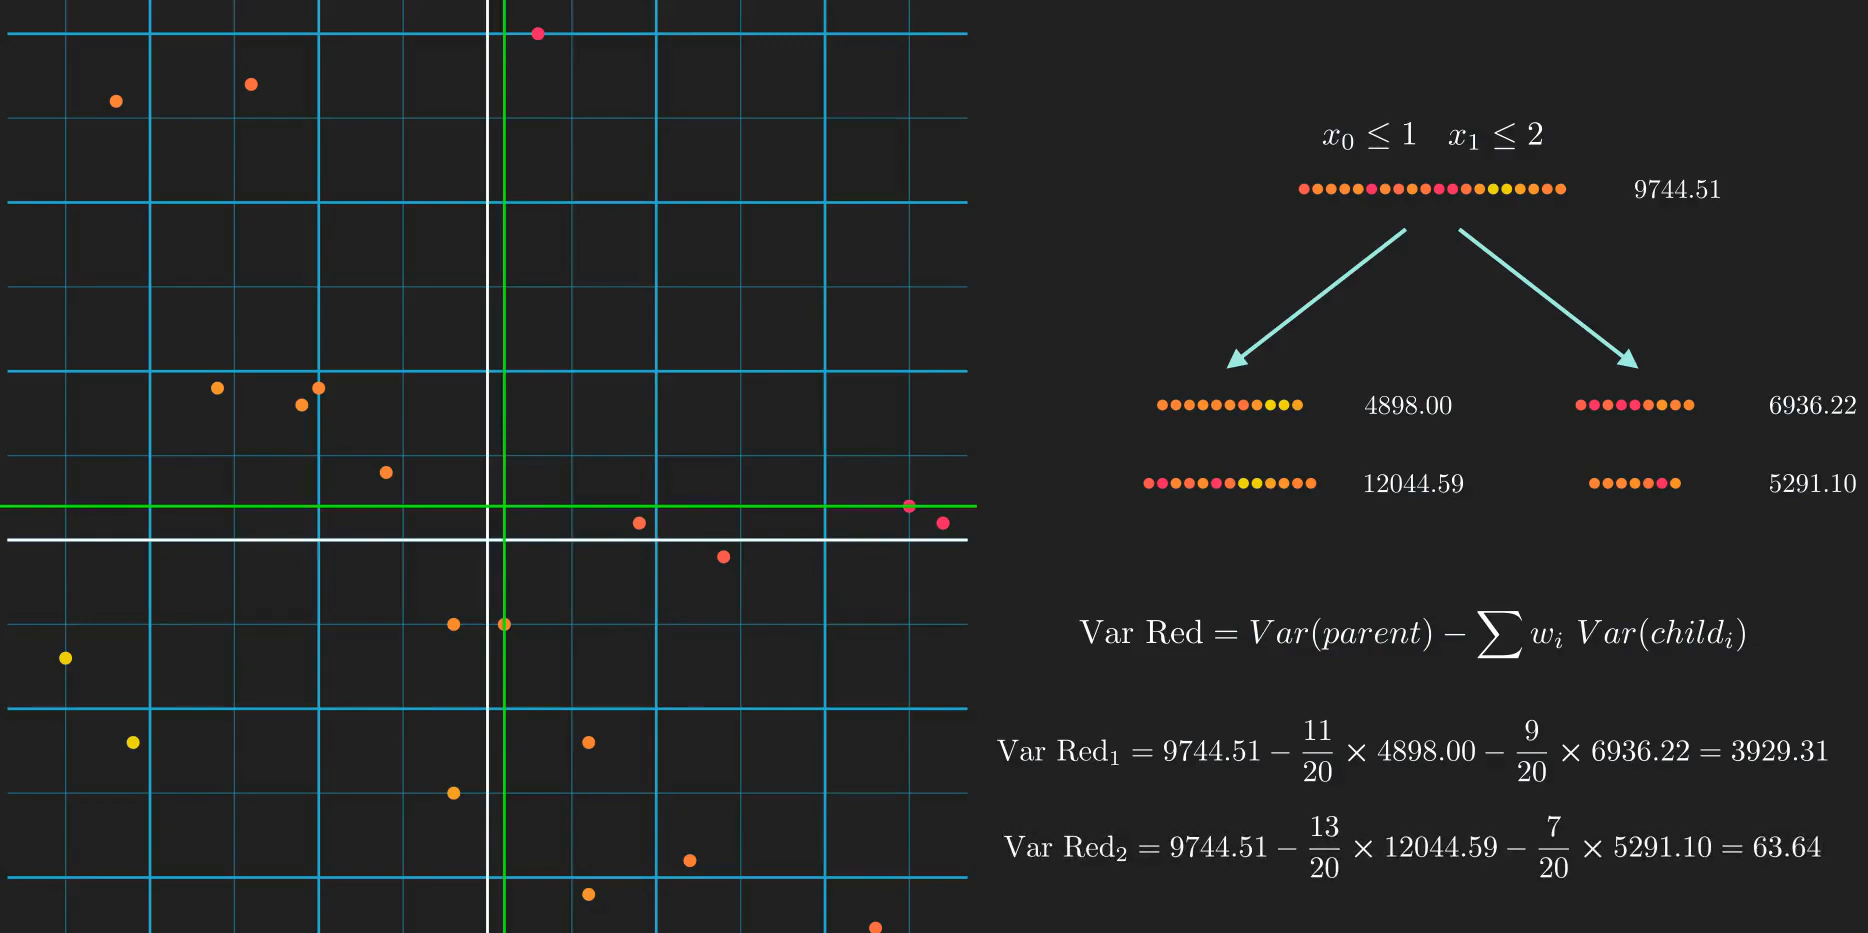 x₀ ≤ 1 x₁ ≤ 2
9744.51
4898.00 6936.22
12044.59 5291.10
Var Red = Var(parent) − ∑ wᵢ Var(childᵢ)
Var Red₁ = 9744.51 − 11/20 × 4898.00 − 9/20 × 6936.22 = 3929.31
Var Red₂ = 9744.51 − 13/20 × 12044.59 − 7/20 × 5291.10 = 63.64